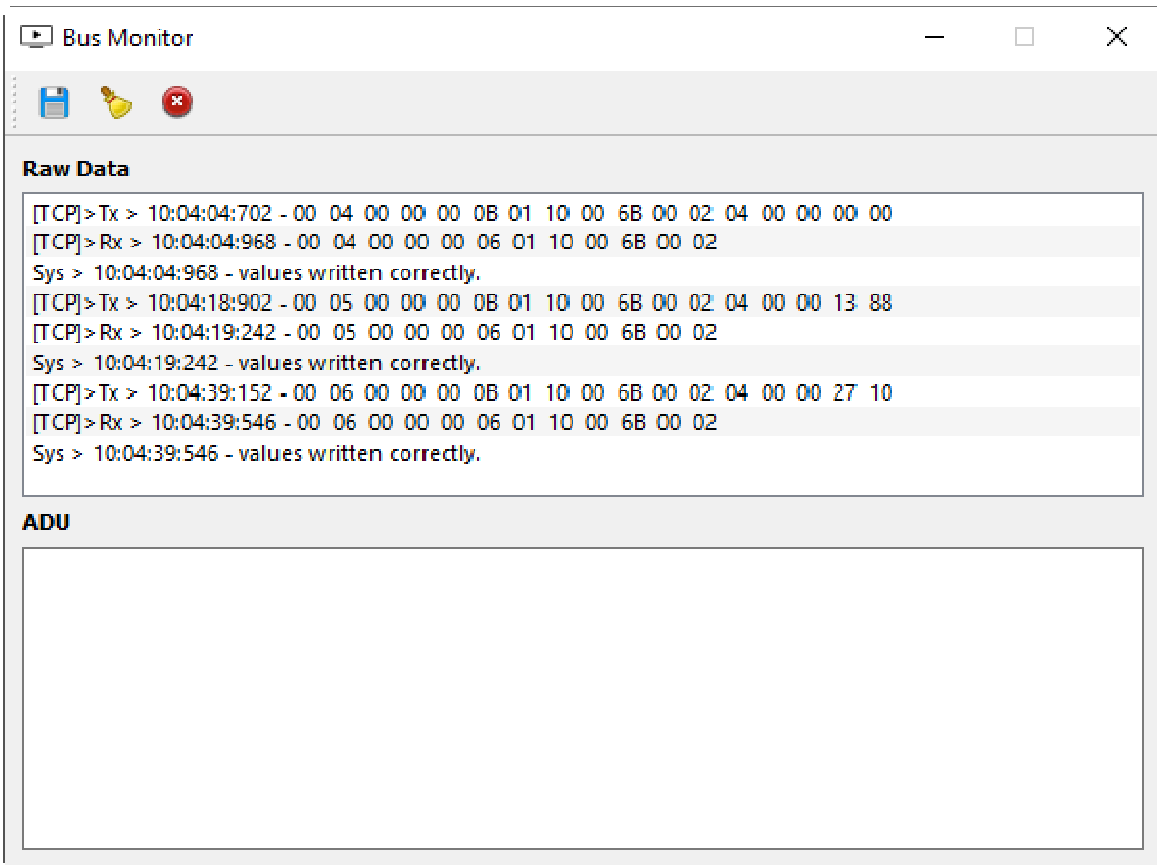 Bus Monitor
Raw Data
[TCP]>Tx > 10:04:04:702 - 00 04 00 00 00 0B 01 10 00 6B 00 02 04 00 00 00 00
[TCP]>Rx > 10:04:04:968 - 00 04 00 00 00 06 01 10 00 6B 00 02
Sys > 10:04:04:968 - values written correctly.
[TCP]>Tx > 10:04:18:902 - 00 05 00 00 00 0B 01 10 00 6B 00 02 04 00 00 13 88
[TCP]>Rx > 10:04:19:242 - 00 05 00 00 00 06 01 10 00 6B 00 02
Sys > 10:04:19:242 - values written correctly.
[TCP]>Tx > 10:04:39:152 - 00 06 00 00 00 0B 01 10 00 6B 00 02 04 00 00 27 10
[TCP]>Rx > 10:04:39:546 - 00 06 00 00 00 06 01 10 00 6B 00 02
Sys > 10:04:39:546 - values written correctly.
ADU